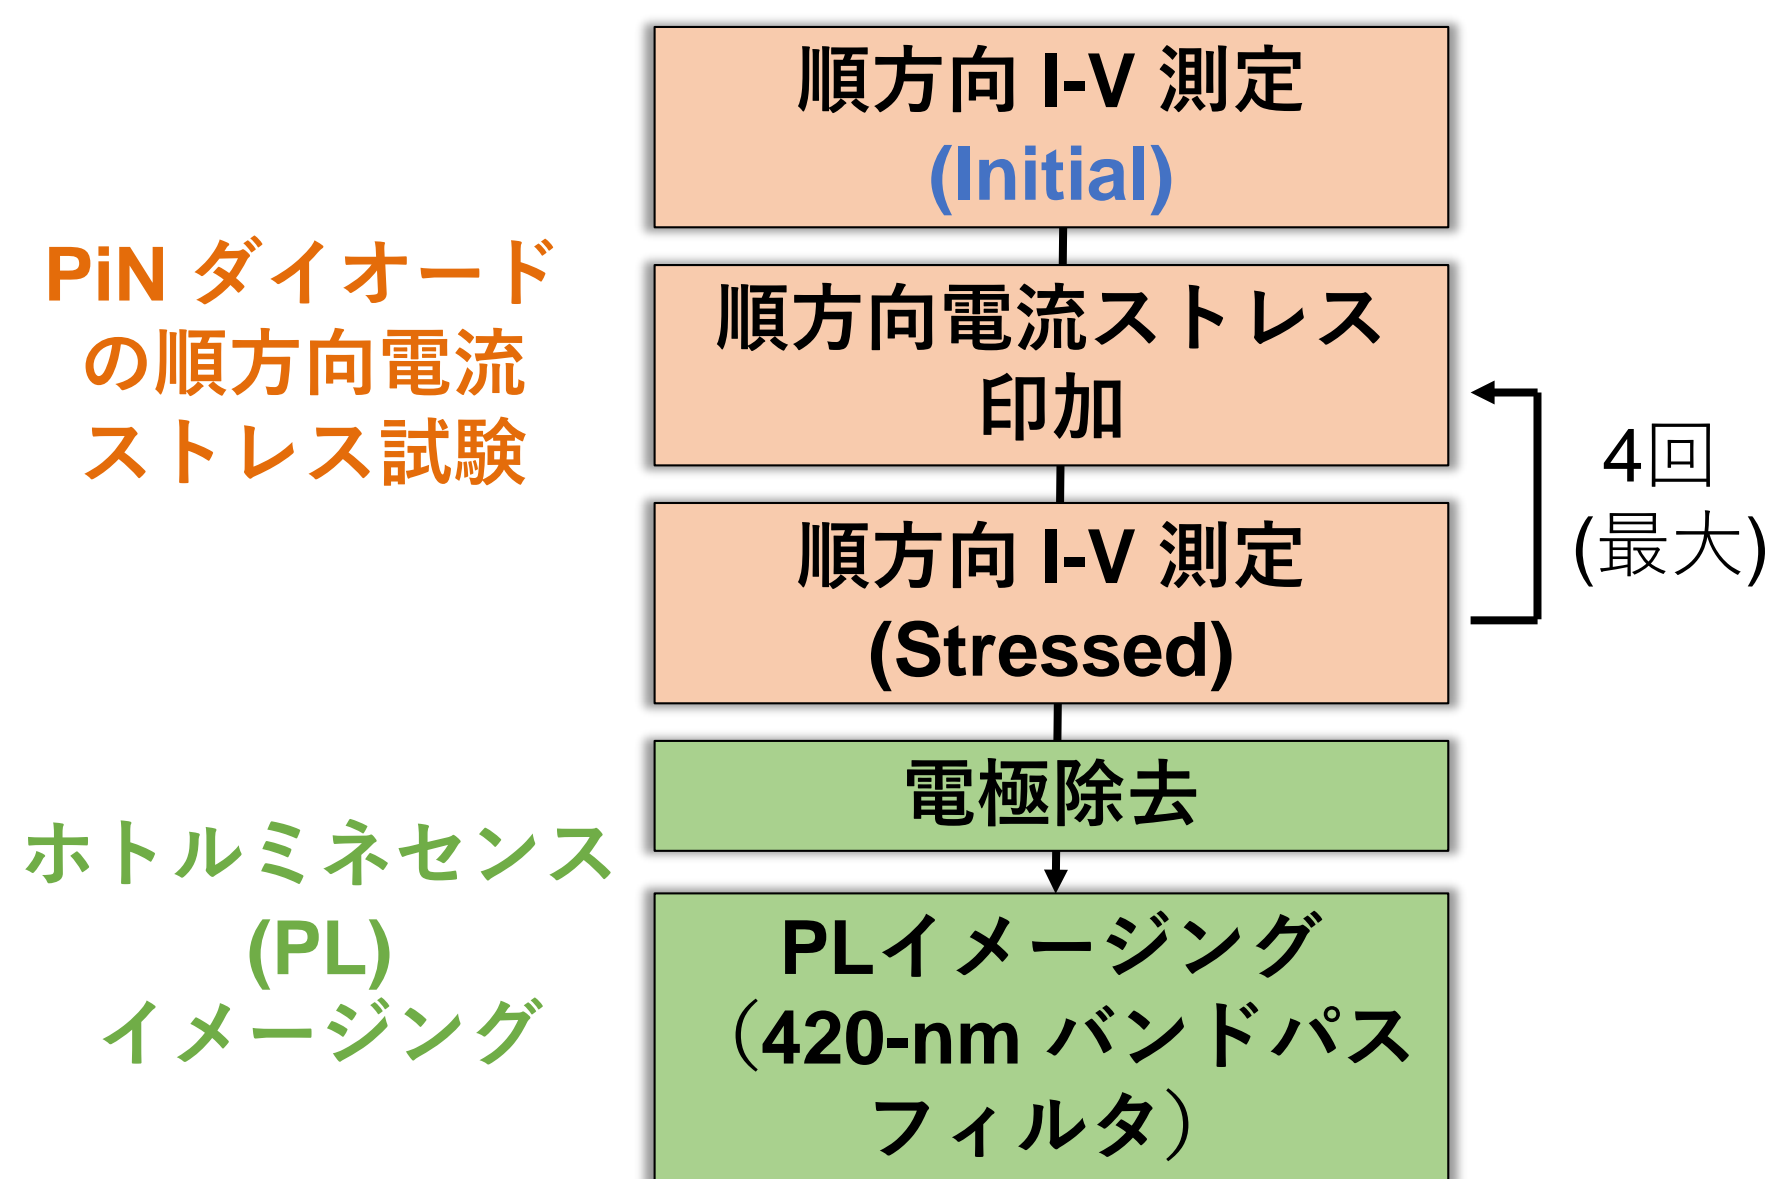 順方向 I-V 測定
(Initial)
PiN ダイオード
の順方向電流
ストレス試験
順方向電流ストレス
印加
順方向 I-V 測定
(Stressed)
4回
(最大)
電極除去
ホトルミネセンス
(PL)
イメージング
PLイメージング
（420-nm バンドパス
フィルタ）